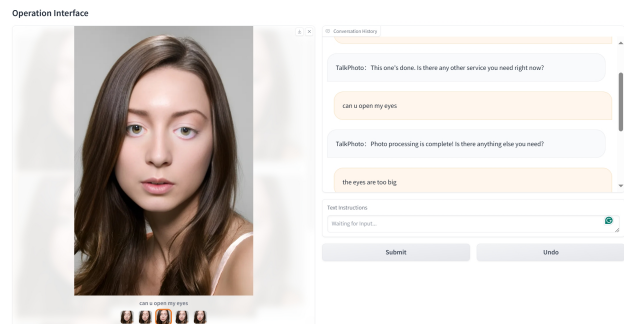 Operation Interface
Conversation History
TalkPhoto: This one's done. Is there any other service you need right now?
can u open my eyes
TalkPhoto: Photo processing is complete! Is there anything else you need?
the eyes are too big
Text Instructions
Waiting for Input...
Submit
Undo
can u open my eyes